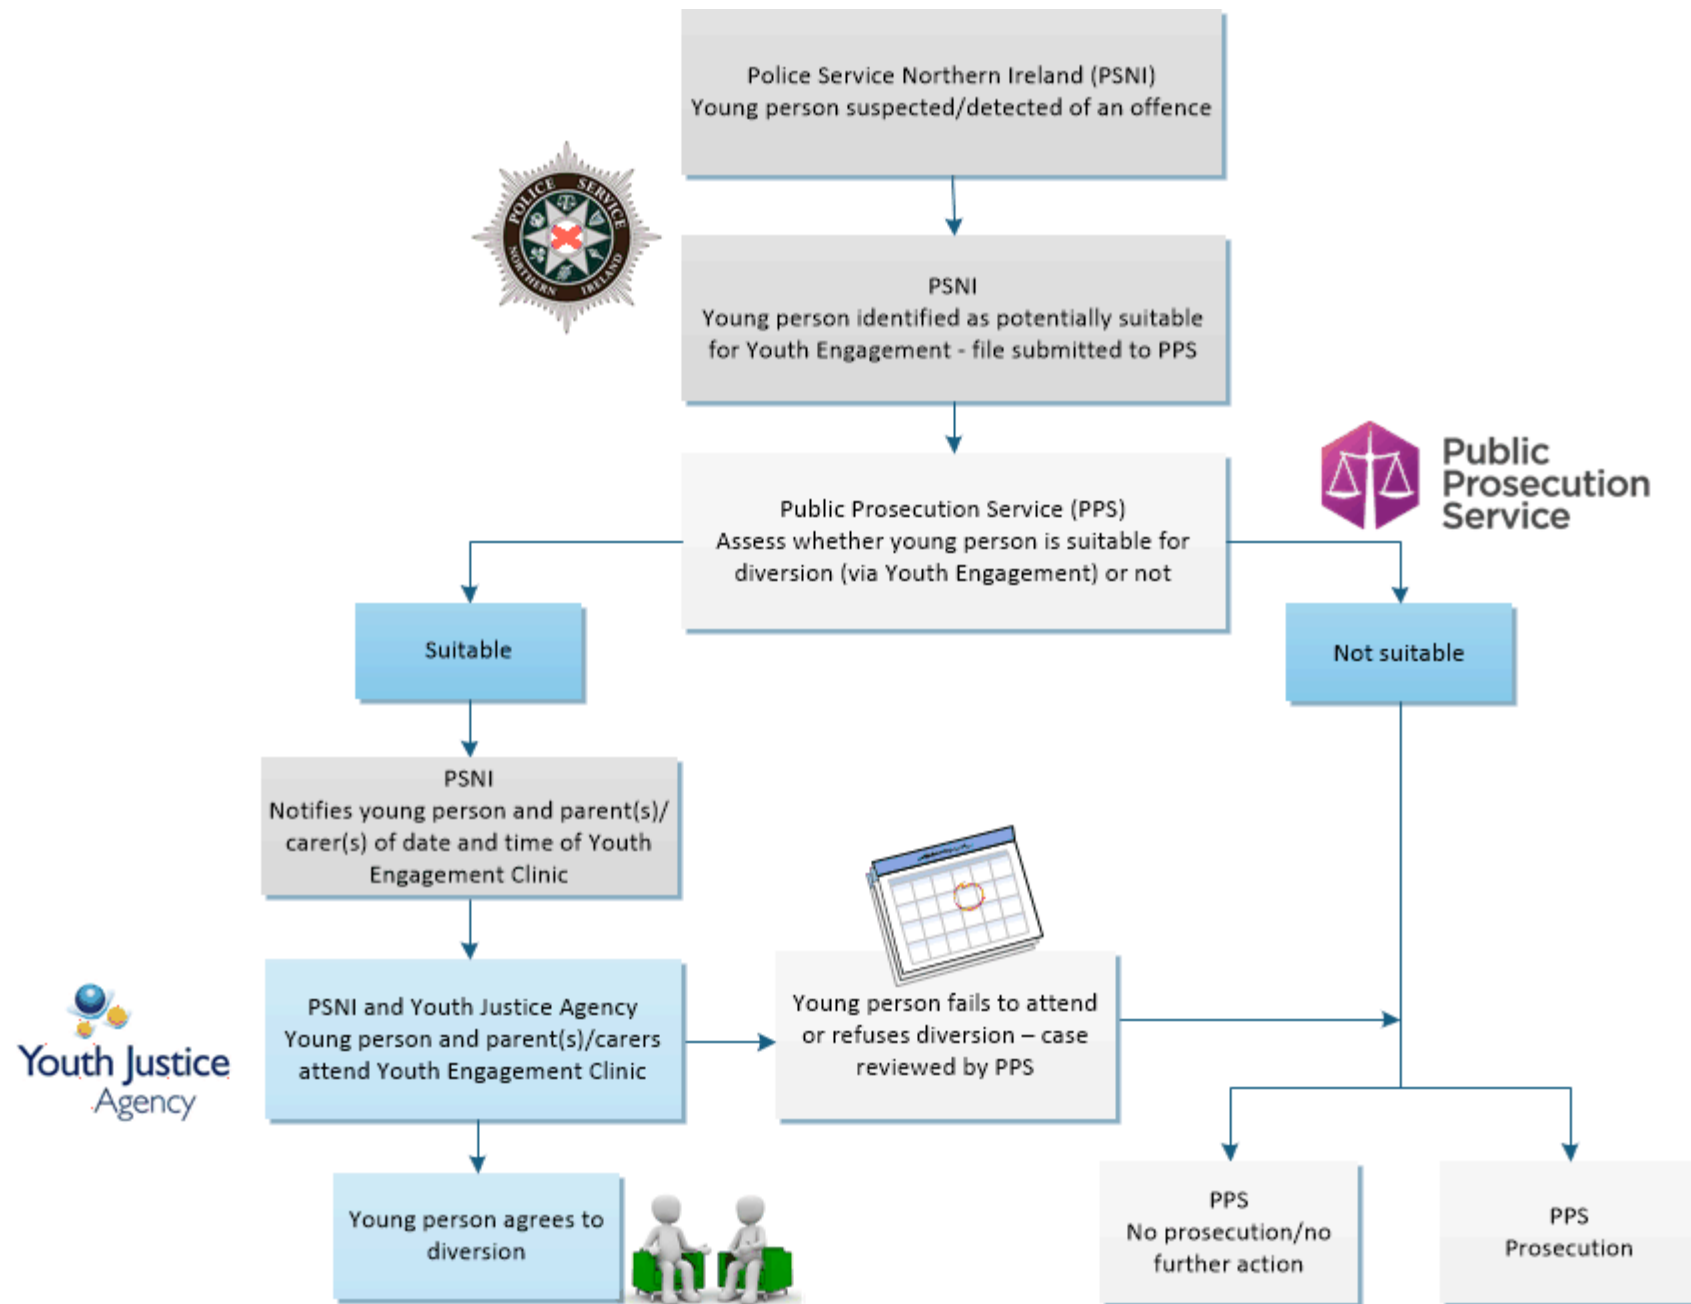 Police Service Northern Ireland (PSNI)
Young person suspected/detected of an offence
POLICE SERVICE
NORTHERN IRELAND
PSNI
Young person identified as potentially suitable
for Youth Engagement - file submitted to PPS
Public Prosecution Service (PPS)
Assess whether young person is suitable for
diversion (via Youth Engagement) or not
Public
Prosecution
Service
Suitable
Not suitable
PSNI
Notifies young person and parent(s)/
carer(s) of date and time of Youth
Engagement Clinic
Youth Justice
Agency
PSNI and Youth Justice Agency
Young person and parent(s)/carers
attend Youth Engagement Clinic
Young person fails to attend
or refuses diversion – case
reviewed by PPS
Young person agrees to
diversion
PPS
No prosecution/no
further action
PPS
Prosecution